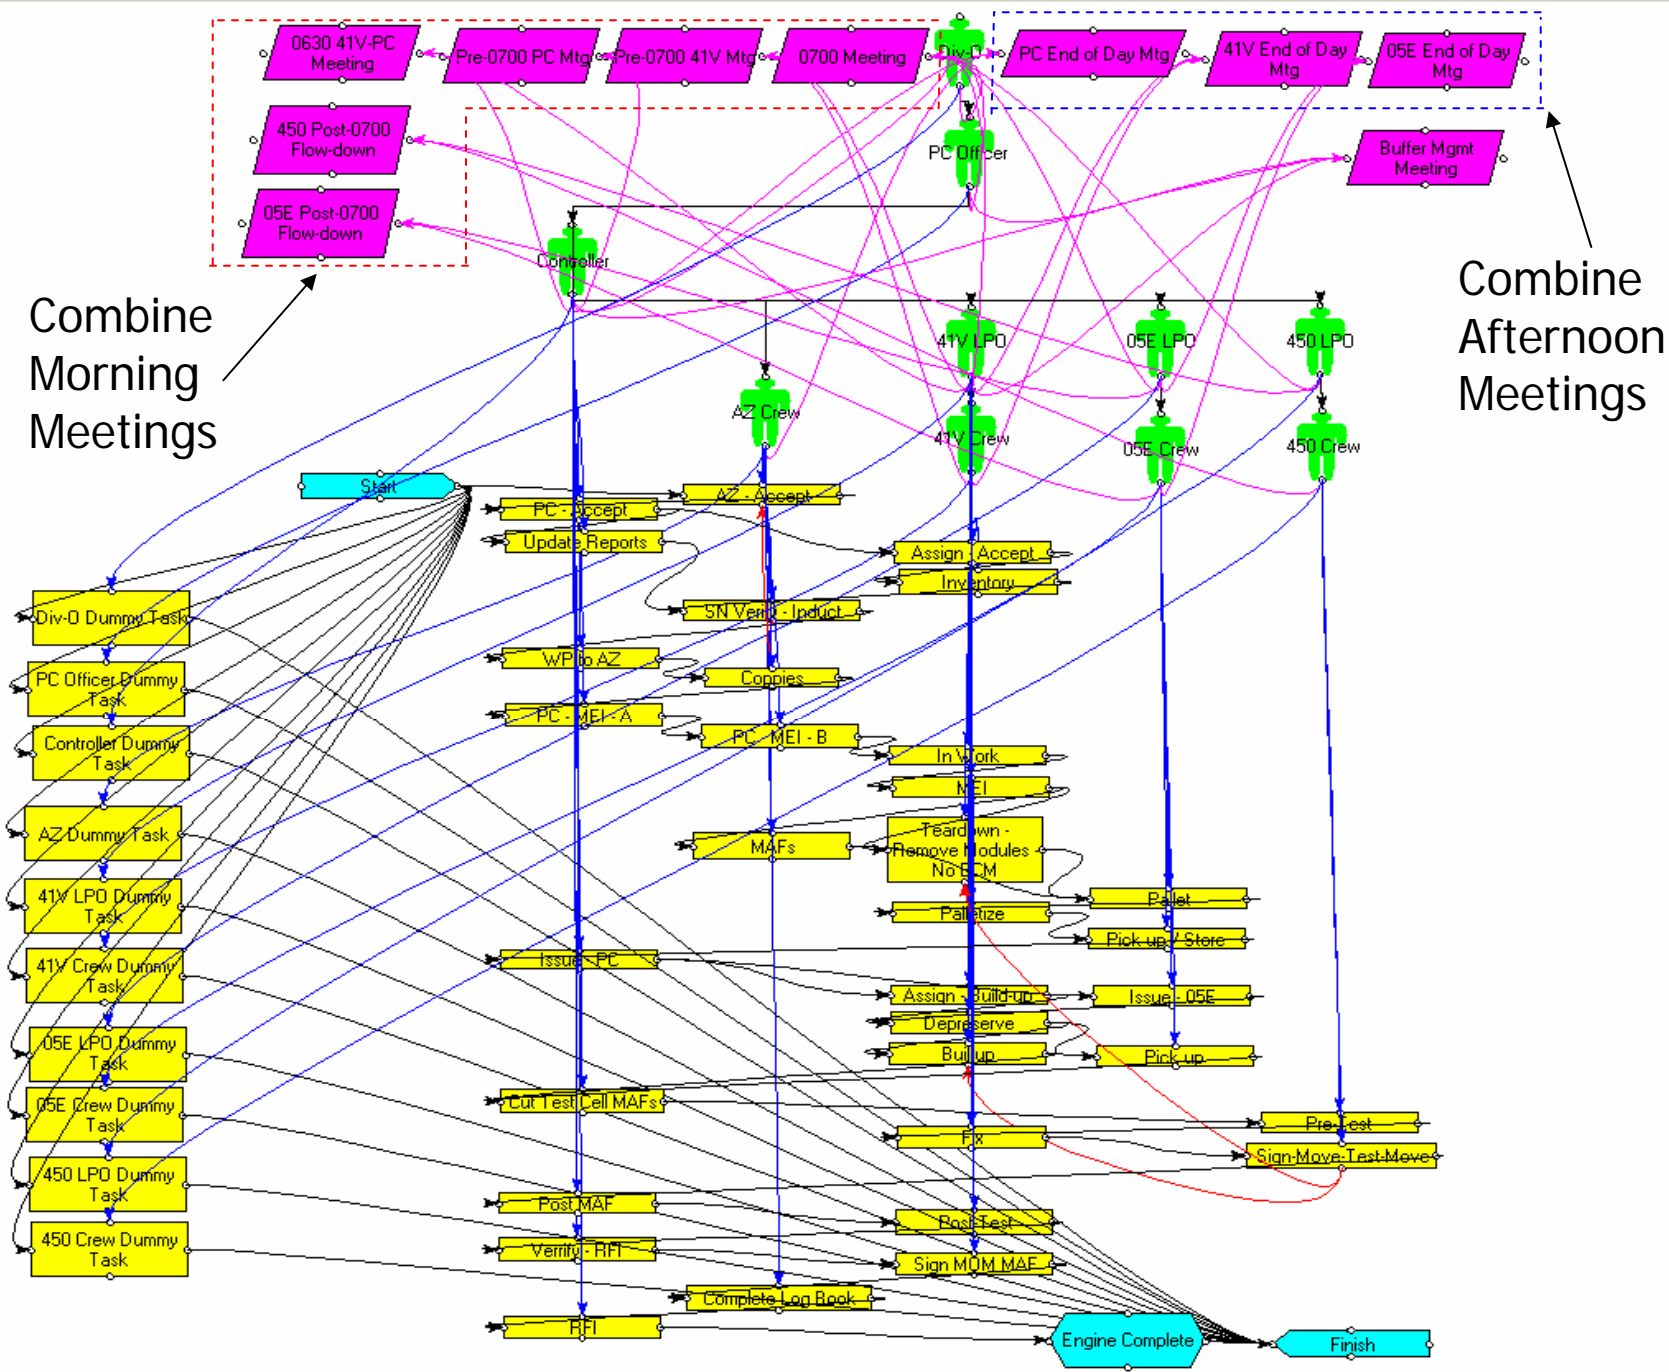 0630 41V-PC
Meeting
Pre-0700 PC Mtg
Pre-0700 41V Mtg
0700 Meeting
Div-O
PC End of Day Mtg
41V End of Day
Mtg
05E End of Day
Mtg
450 Post-0700
Flow-down
PC Officer
Buffer Mgmt
Meeting
05E Post-0700
Flow-down
Controller
Combine
Morning
Meetings
Combine
Afternoon
Meetings
41V LPO
05E LPO
450 LPO
AZ Crew
41V Crew
05E Crew
450 Crew
Start
AZ - Accept
PC - Accept
Update Reports
Assign - Accept
Inventory
SN Verify - Induct
Div-O Dummy Task
WP to AZ
Coppies
PC Officer Dummy
Task
PC - MEI - A
PC - MEI - B
Controller Dummy
Task
In Work
MEI
AZ Dummy Task
MAFs
Teardown -
Remove Modules -
No BCM
41V LPO Dummy
Task
Pallet
Palletize
Pick up / Store
41V Crew Dummy
Task
Issue - PC
Assign - Build-up
Issue - 05E
Depreserve
05E LPO Dummy
Task
Buil up
Pick up
05E Crew Dummy
Task
Cut Test Cell MAFs
Pre-Test
Fix
Sign-Move-Test-Move
450 LPO Dummy
Task
Post MAF
Post-Test
450 Crew Dummy
Task
Verrify - RFI
Sign MOM MAF
Complete Log Book
RFI
Engine Complete
Finish